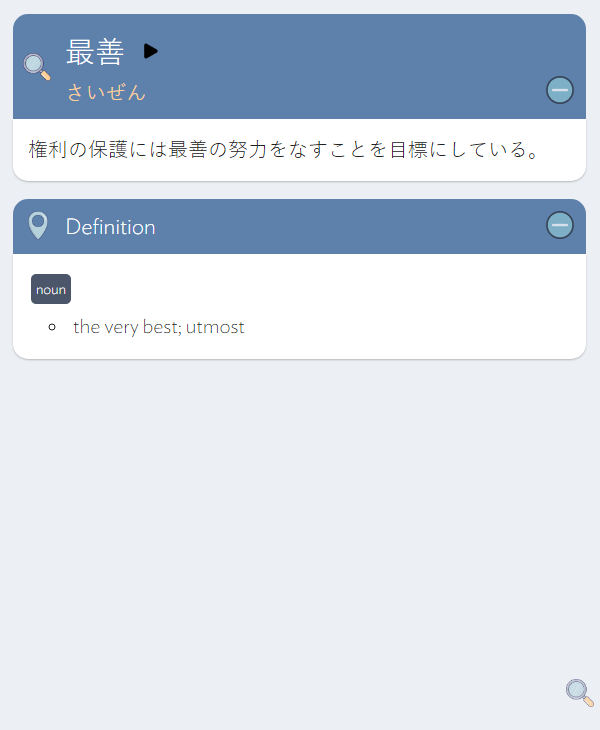 最善
さいぜん
権利の保護には最善の努力をなすことを目標にしている。
Definition
noun
the very best; utmost